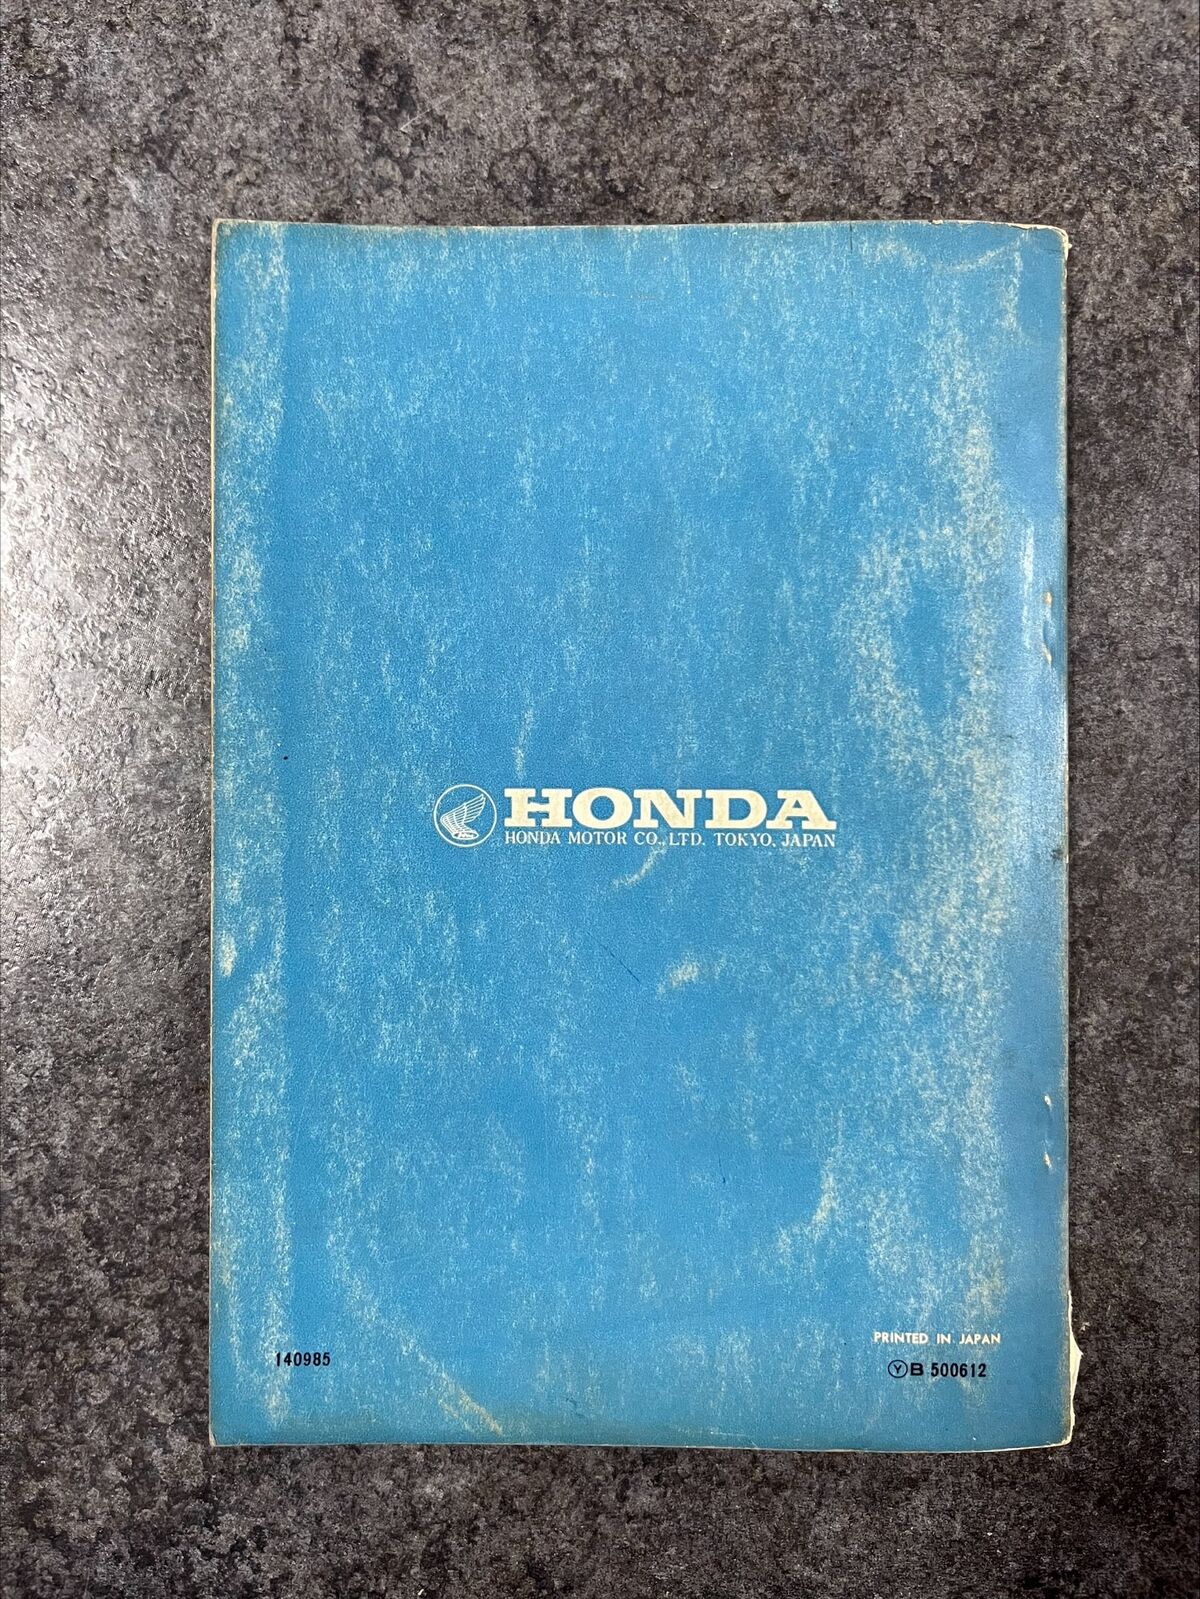 HONDA
HONDA MOTOR CO., LTD. TOKYO, JAPAN
PRINTED IN JAPAN
140985
ⓎB 500612